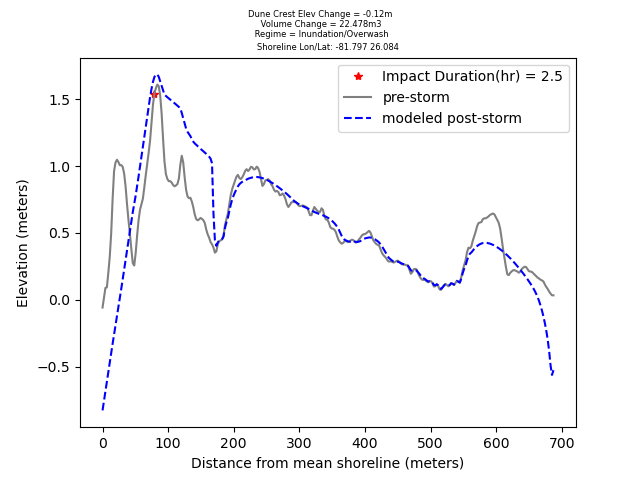 Dune Crest Elev Change = -0.12m
Volume Change = 22.478m3
Regime = Inundation/Overwash
Shoreline Lon/Lat: -81.797 26.084
Impact Duration(hr) = 2.5
pre-storm
modeled post-storm
Elevation (meters)
1.5
1.0
0.5
0.0
−0.5
0 100 200 300 400 500 600 700
Distance from mean shoreline (meters)